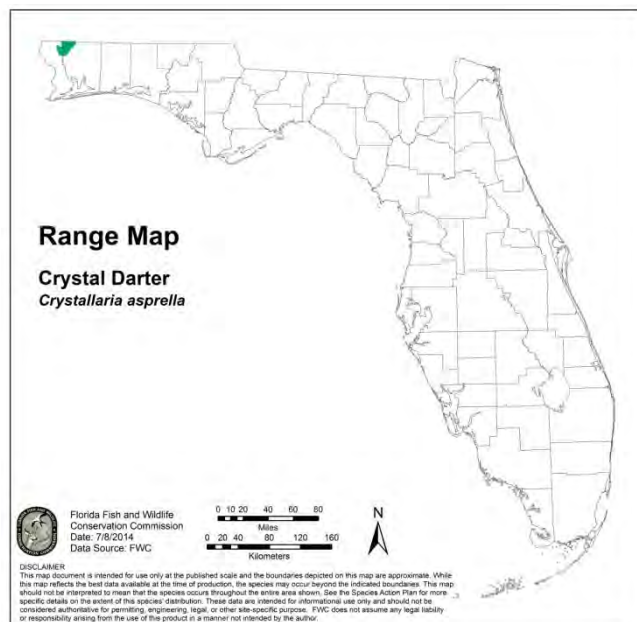 Range Map
Crystal Darter
Crystallaria asprella
Florida Fish and Wildlife
Conservation Commission
Date: 7/8/2014
Data Source: FWC
0 10 20 40 60 80
Miles
0 20 40 80 120 160
Kilometers
N
DISCLAIMER
This map document is intended for use only at the published scale and the boundaries depicted on this map are approximate. While
this map reflects the best data available at the time of production, the species may occur beyond the indicated boundaries. This map
should not be interpreted to mean that the species occurs throughout the entire area shown. See the Species Action Plan for more
specific details on the extent of this species' distribution. These data are intended for informational use only and should not be
considered authoritative for permitting, engineering, legal, or other site-specific purpose. FWC does not assume any legal liability
or responsibility arising from the use of this product in a manner not intended by the author.